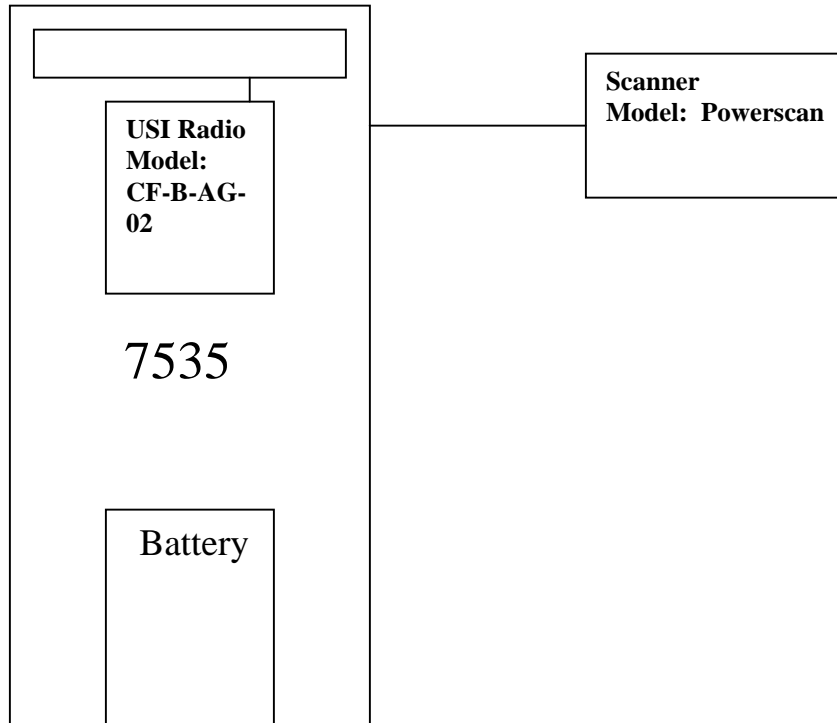 USI Radio
Model:
CF-B-AG-
02
Scanner
Model: Powerscan
7535
Battery